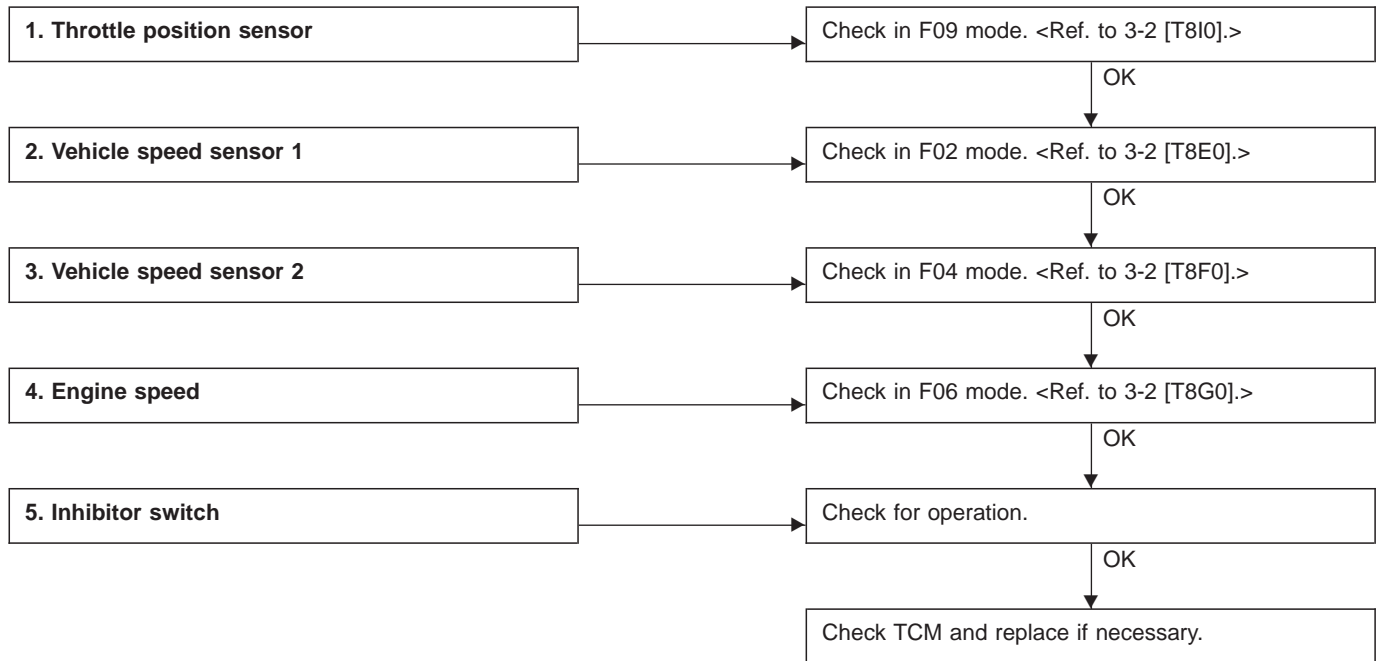 1. Throttle position sensor
Check in F09 mode. <Ref. to 3-2 [T8I0].>
OK
2. Vehicle speed sensor 1
Check in F02 mode. <Ref. to 3-2 [T8E0].>
OK
3. Vehicle speed sensor 2
Check in F04 mode. <Ref. to 3-2 [T8F0].>
OK
4. Engine speed
Check in F06 mode. <Ref. to 3-2 [T8G0].>
OK
5. Inhibitor switch
Check for operation.
OK
Check TCM and replace if necessary.